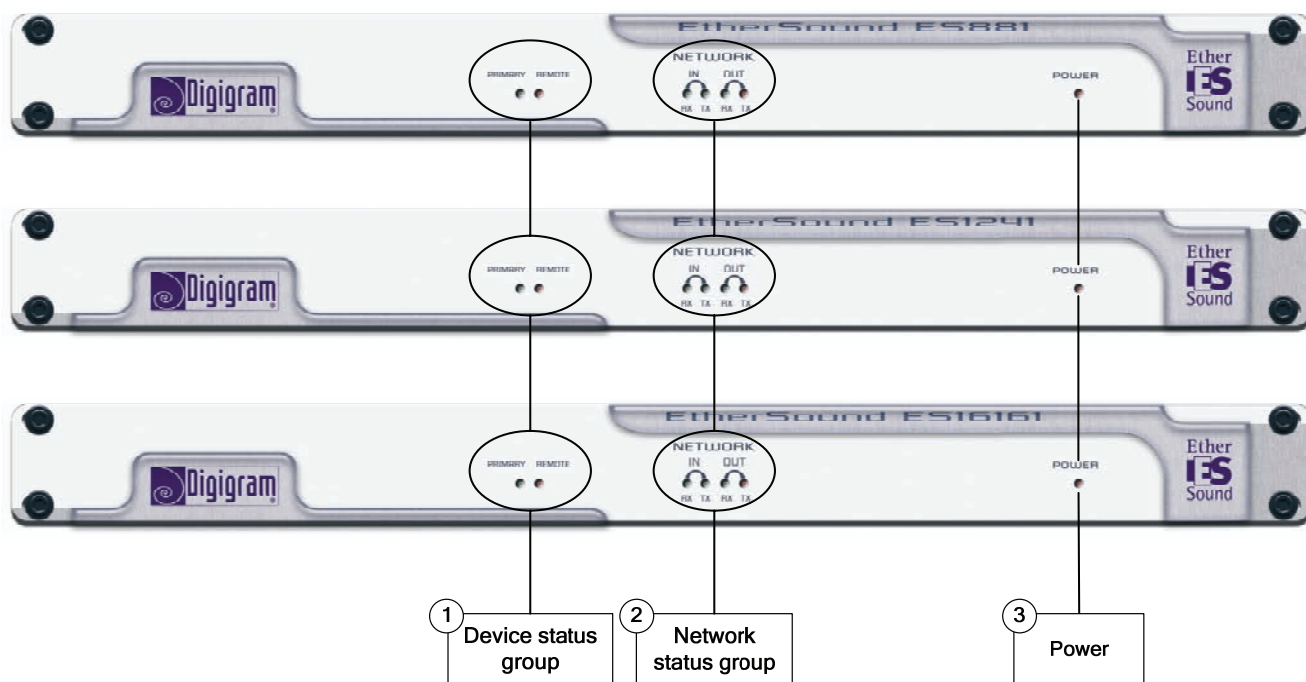 EtherSound ES881
Digigram
PRIMARY REMOTE
NETWORK
IN OUT
RX TX RX TX
POWER
Ether
ES
Sound
EtherSound ES1241
Digigram
PRIMARY REMOTE
NETWORK
IN OUT
RX TX RX TX
POWER
Ether
ES
Sound
EtherSound ES16161
Digigram
PRIMARY REMOTE
NETWORK
IN OUT
RX TX RX TX
POWER
Ether
ES
Sound
1
Device status
group
2
Network
status group
3
Power